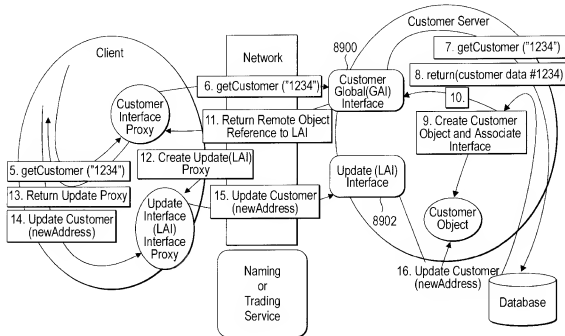 Client
Network
Customer Server
8900
7. getCustomer ("1234")
8. return(customer data #1234)
6. getCustomer ("1234")
Customer
Global(GAI)
Interface
10.
Customer
Interface
Proxy
11. Return Remote Object
Reference to LAI
9. Create Customer
Object and Associate
Interface
12. Create Update(LAI)
Proxy
5. getCustomer ("1234")
13. Return Update Proxy
14. Update Customer
(newAddress)
15. Update Customer
(newAddress)
Update (LAI)
Interface
8902
Update
Interface
(LAI)
Interface
Proxy
Customer
Object
16. Update Customer
(newAddress)
Naming
or
Trading
Service
Database